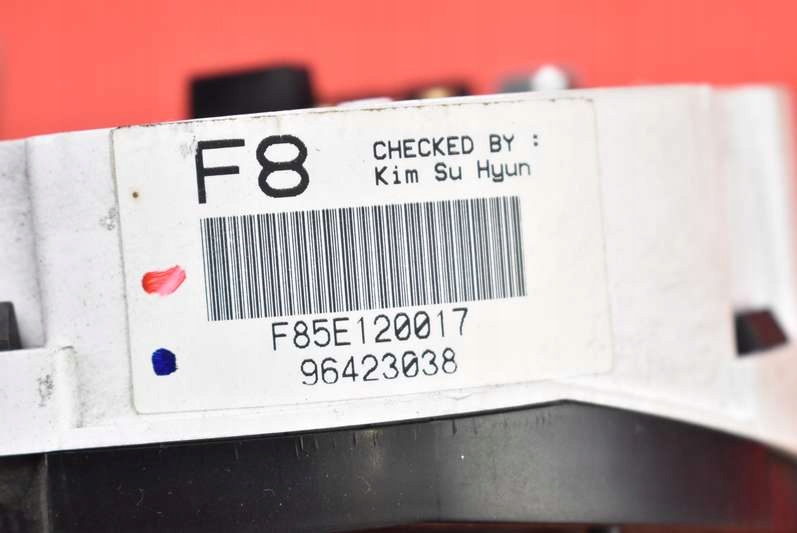 F8
CHECKED BY :
Kim Su Hyun
F85E120017
96423038